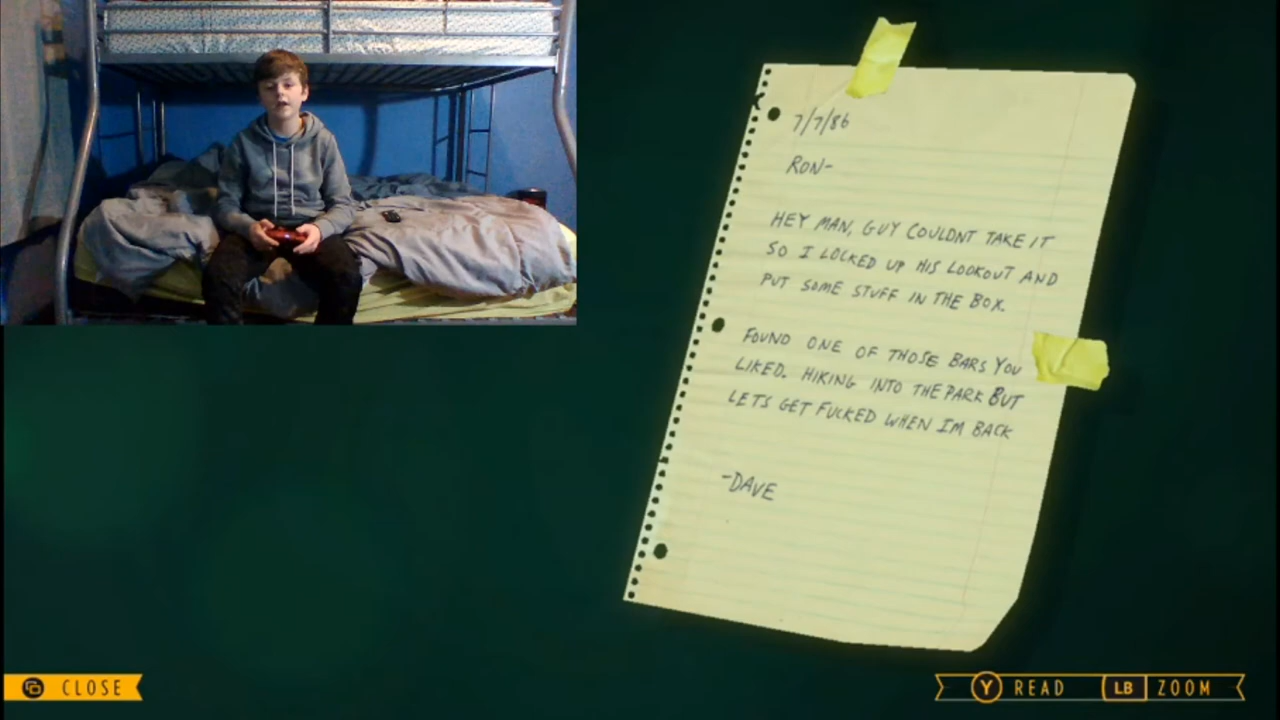 7/7/86
RON-
HEY MAN, GUY COULDNT TAKE IT
SO I LOCKED UP HIS LOOKOUT AND
PUT SOME STUFF IN THE BOX.
FOUND ONE OF THOSE BARS YOU
LIKED. HIKING INTO THE PARK BUT
LETS GET FUCKED WHEN IM BACK
-DAVE
CLOSE
Y READ LB ZOOM